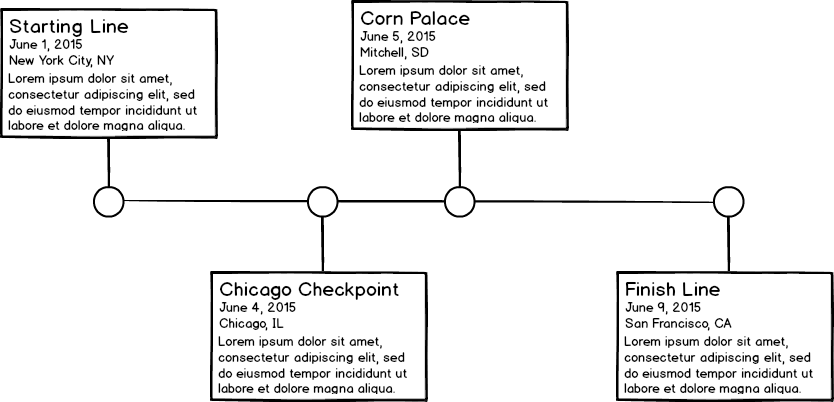 Starting Line
June 1, 2015
New York City, NY
Lorem ipsum dolor sit amet,
consectetur adipiscing elit, sed
do eiusmod tempor incididunt ut
labore et dolore magna aliqua.
Chicago Checkpoint
June 4, 2015
Chicago, IL
Lorem ipsum dolor sit amet,
consectetur adipiscing elit, sed
do eiusmod tempor incididunt ut
labore et dolore magna aliqua.
Corn Palace
June 5, 2015
Mitchell, SD
Lorem ipsum dolor sit amet,
consectetur adipiscing elit, sed
do eiusmod tempor incididunt ut
labore et dolore magna aliqua.
Finish Line
June 9, 2015
San Francisco, CA
Lorem ipsum dolor sit amet,
consectetur adipiscing elit, sed
do eiusmod tempor incididunt ut
labore et dolore magna aliqua.